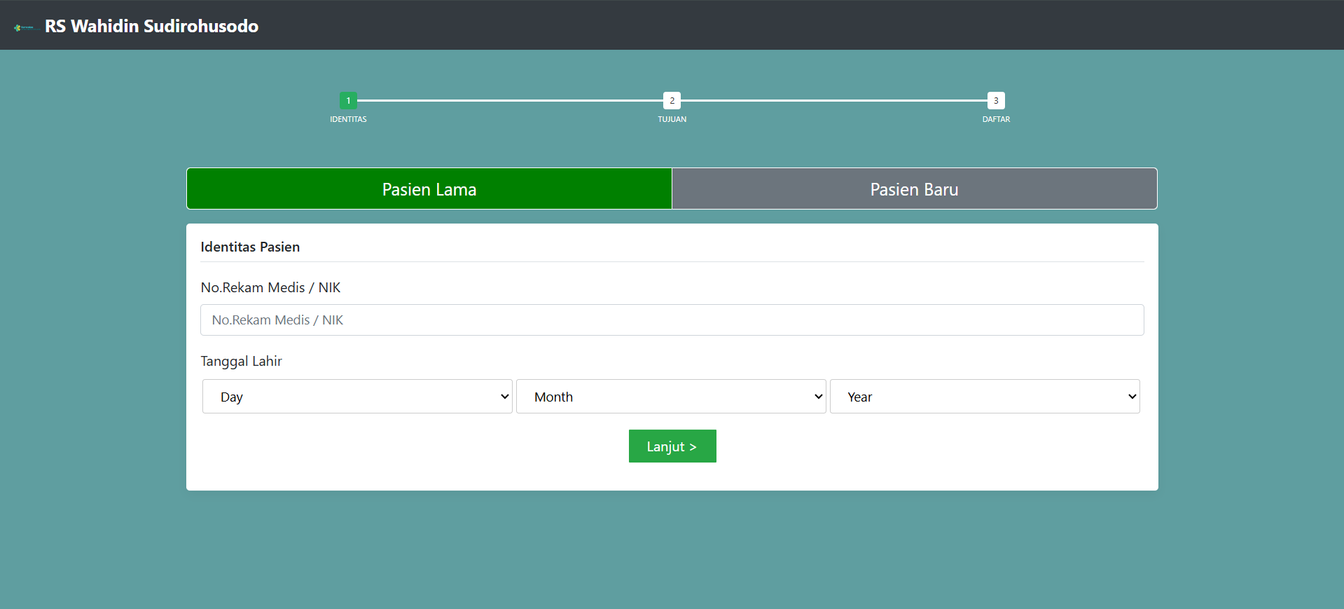 RS Wahidin Sudirohusodo
1
2
3
IDENTITAS
TUJUAN
DAFTAR
Pasien Lama
Pasien Baru
Identitas Pasien
No.Rekam Medis / NIK
No.Rekam Medis / NIK
Tanggal Lahir
Day
Month
Year
Lanjut >